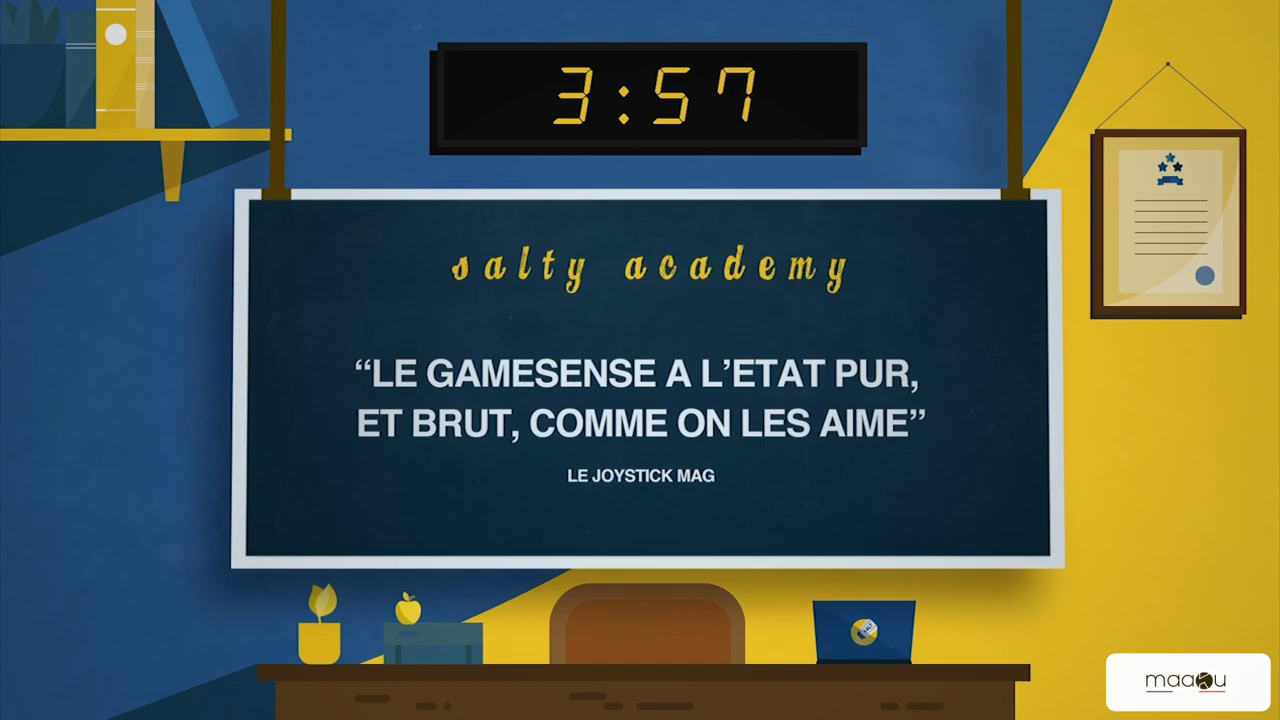 3:57
salty academy
“LE GAMESENSE A L’ETAT PUR,
ET BRUT, COMME ON LES AIME”
LE JOYSTICK MAG
maaku